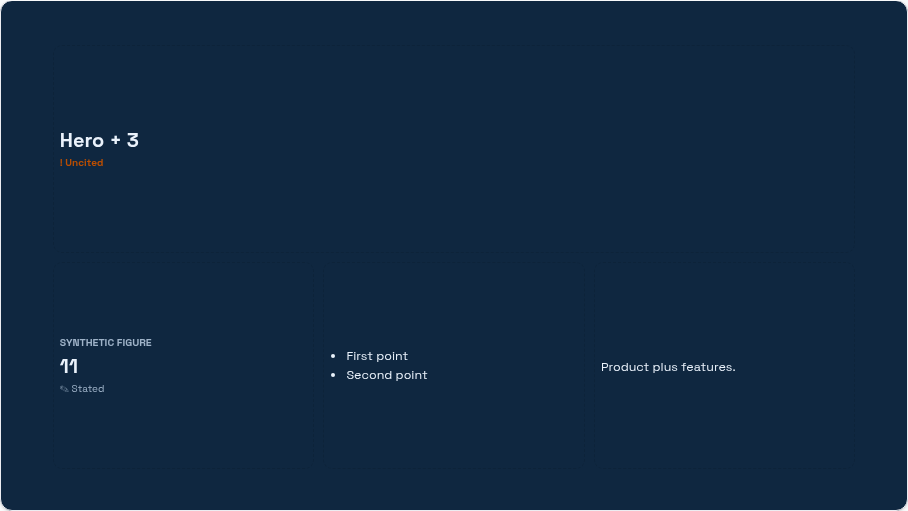 Hero + 3
! Uncited
SYNTHETIC FIGURE
11
✎ Stated
• First point
• Second point
Product plus features.